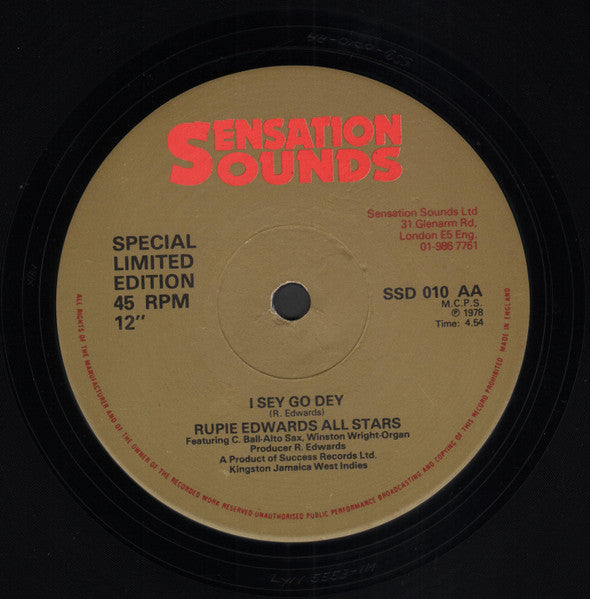 SENSATION
SOUNDS
Sensation Sounds Ltd
31 Glenarm Rd,
London E5 Eng.
01-986 7761
SPECIAL
LIMITED
EDITION
45 RPM
12"
SSD 010 AA
M.C.P.S.
℗ 1978
Time: 4.54
I SEY GO DEY
(R. Edwards)
RUPIE EDWARDS ALL STARS
Featuring C. Ball-Alto Sax, Winston Wright-Organ
Producer R. Edwards
A Product of Success Records Ltd.
Kingston Jamaica West Indies
ALL RIGHTS OF THE MANUFACTURER AND OF THE OWNER OF THE RECORDED WORK RESERVED·UNAUTHORISED PUBLIC PERFORMANCE BROADCASTING AND COPYING OF THIS RECORD PROHIBITED MADE IN ENGLAND